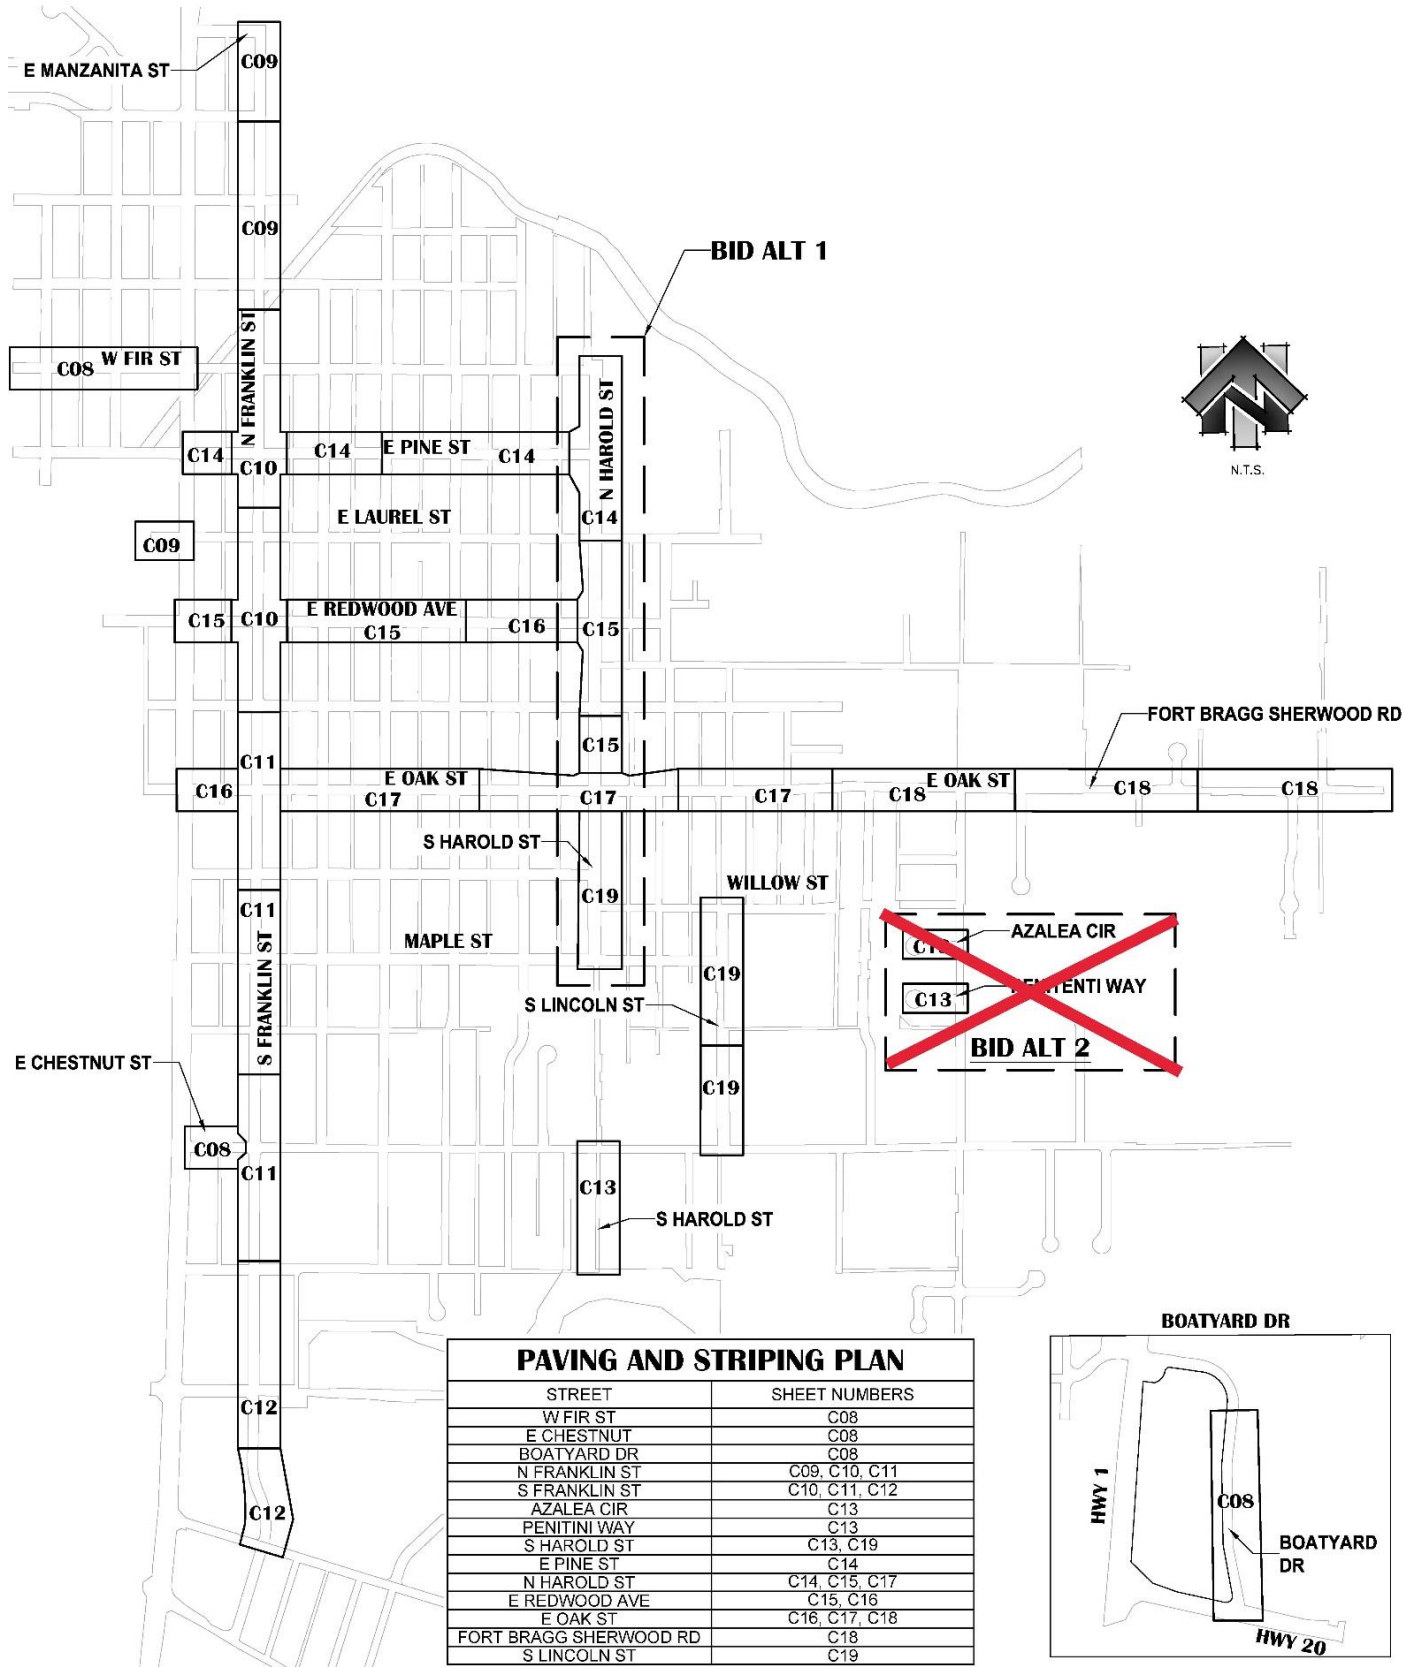 E MANZANITA ST
C09
C09
BID ALT 1
N FRANKLIN ST
W FIR ST
C08
N.T.S.
N HAROLD ST
E PINE ST
C14
C14
C14
C10
E LAUREL ST
C14
C09
E REDWOOD AVE
C15
C10
C15
C16
C15
FORT BRAGG SHERWOOD RD
C15
C11
E OAK ST
E OAK ST
C16
C17
C17
C17
C18
C18
C18
S HAROLD ST
WILLOW ST
C19
C11
MAPLE ST
AZALEA CIR
C19
S FRANKLIN ST
WAY
C13
S LINCOLN ST
BID ALT 2
E CHESTNUT ST
C19
C08
C11
C13
S HAROLD ST
C12
C12
PAVING AND STRIPING PLAN
STREET SHEET NUMBERS
W FIR ST C08
E CHESTNUT C08
BOATYARD DR C08
N FRANKLIN ST C09, C10, C11
S FRANKLIN ST C10, C11, C12
AZALEA CIR C13
PENITINI WAY C13
S HAROLD ST C13, C19
E PINE ST C14
N HAROLD ST C14, C15, C17
E REDWOOD AVE C15, C16
E OAK ST C16, C17, C18
FORT BRAGG SHERWOOD RD C18
S LINCOLN ST C19
BOATYARD DR
HWY 1
C08
BOATYARD
DR
HWY 20